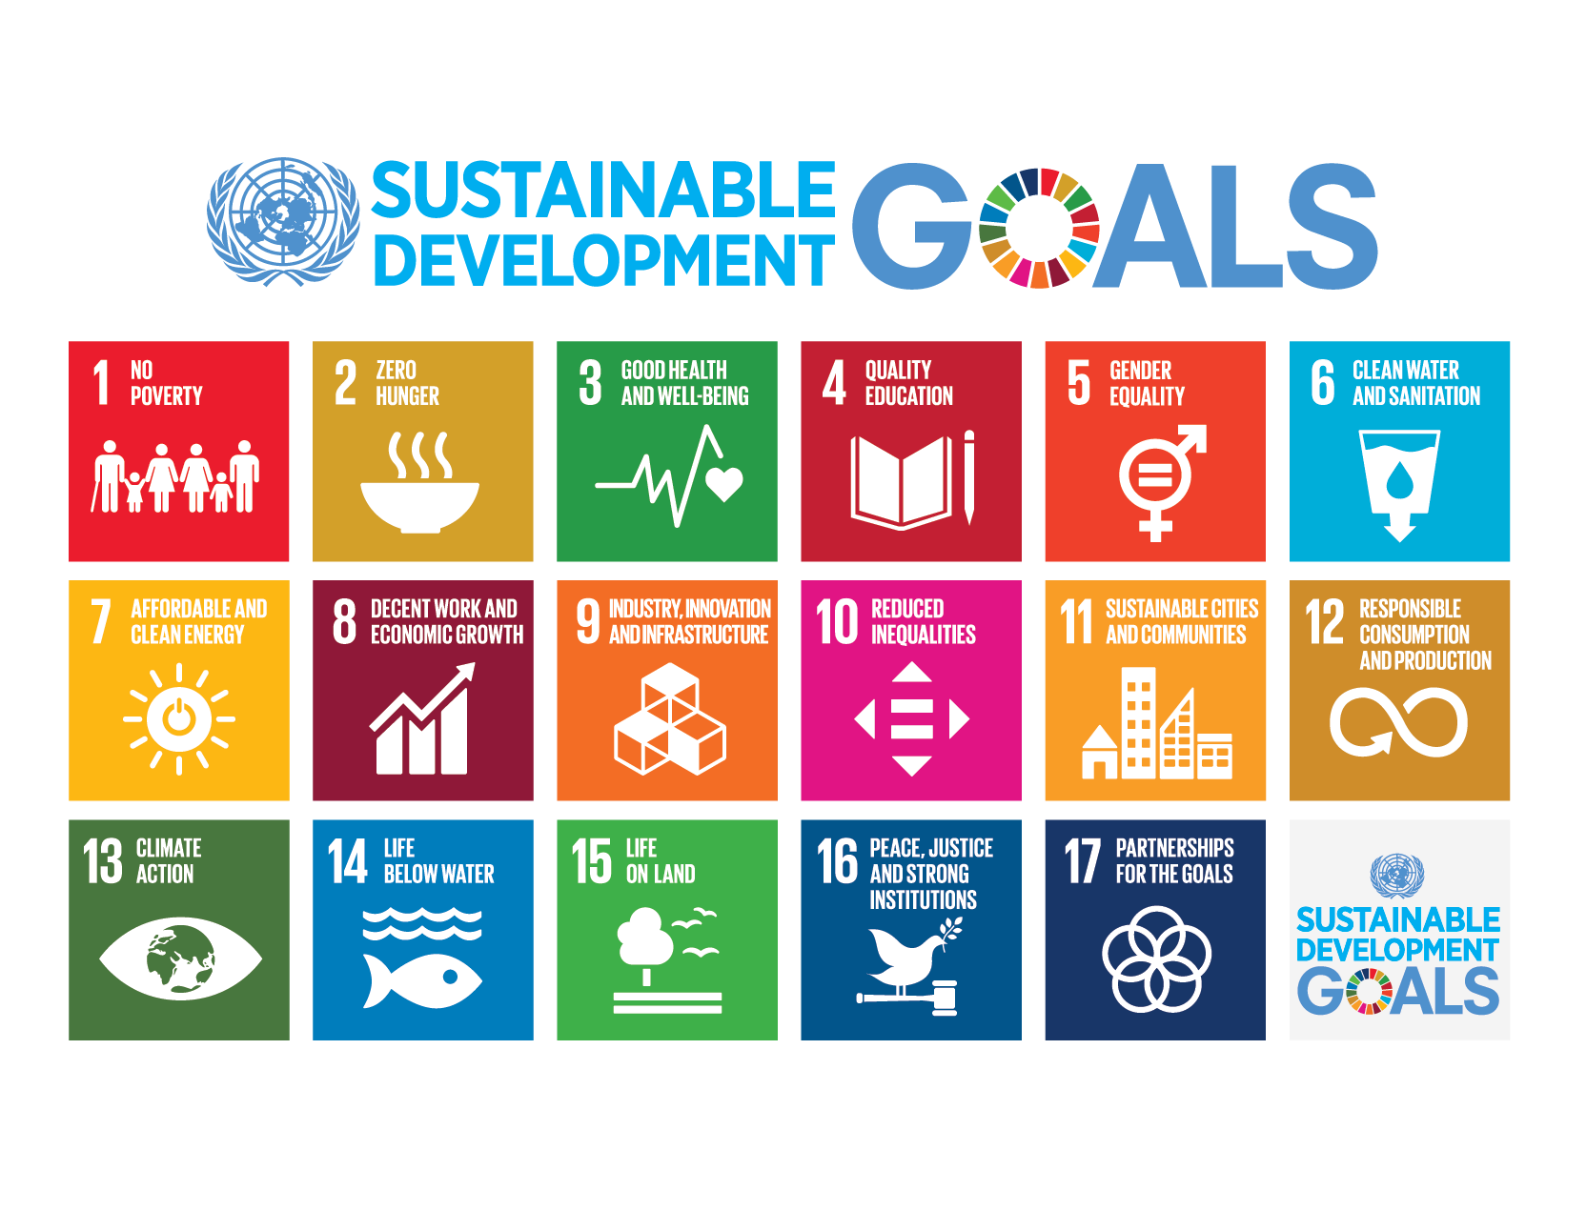 SUSTAINABLE
DEVELOPMENT
GOALS
1 NO
POVERTY
2 ZERO
HUNGER
3 GOOD HEALTH
AND WELL-BEING
4 QUALITY
EDUCATION
5 GENDER
EQUALITY
6 CLEAN WATER
AND SANITATION
7 AFFORDABLE AND
CLEAN ENERGY
8 DECENT WORK AND
ECONOMIC GROWTH
9 INDUSTRY, INNOVATION
AND INFRASTRUCTURE
10 REDUCED
INEQUALITIES
11 SUSTAINABLE CITIES
AND COMMUNITIES
12 RESPONSIBLE
CONSUMPTION
AND PRODUCTION
13 CLIMATE
ACTION
14 LIFE
BELOW WATER
15 LIFE
ON LAND
16 PEACE, JUSTICE
AND STRONG
INSTITUTIONS
17 PARTNERSHIPS
FOR THE GOALS
SUSTAINABLE
DEVELOPMENT
GOALS